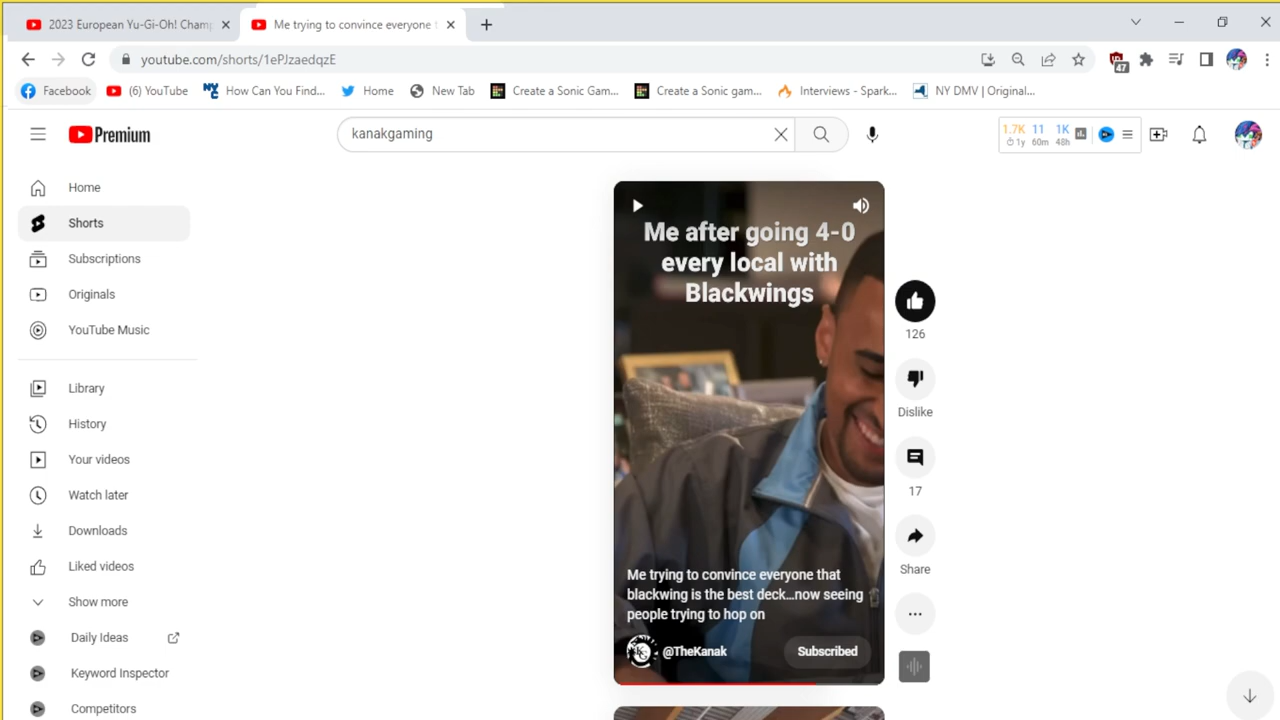 2023 European Yu-Gi-Oh! Champ
Me trying to convince everyone t
youtube.com/shorts/1ePJzaedqzE
47
Facebook
(6) YouTube
How Can You Find...
Home
New Tab
Create a Sonic Gam...
Create a Sonic gam...
Interviews - Spark...
NY DMV | Original...
Premium
kanakgaming
1.7K 11 1K
1y 60m 48h
Home
Shorts
Subscriptions
Originals
YouTube Music
Library
History
Your videos
Watch later
Downloads
Liked videos
Show more
Daily Ideas
Keyword Inspector
Competitors
Me after going 4-0
every local with
Blackwings
Me trying to convince everyone that
blackwing is the best deck...now seeing
people trying to hop on
@TheKanak
Subscribed
126
Dislike
17
Share